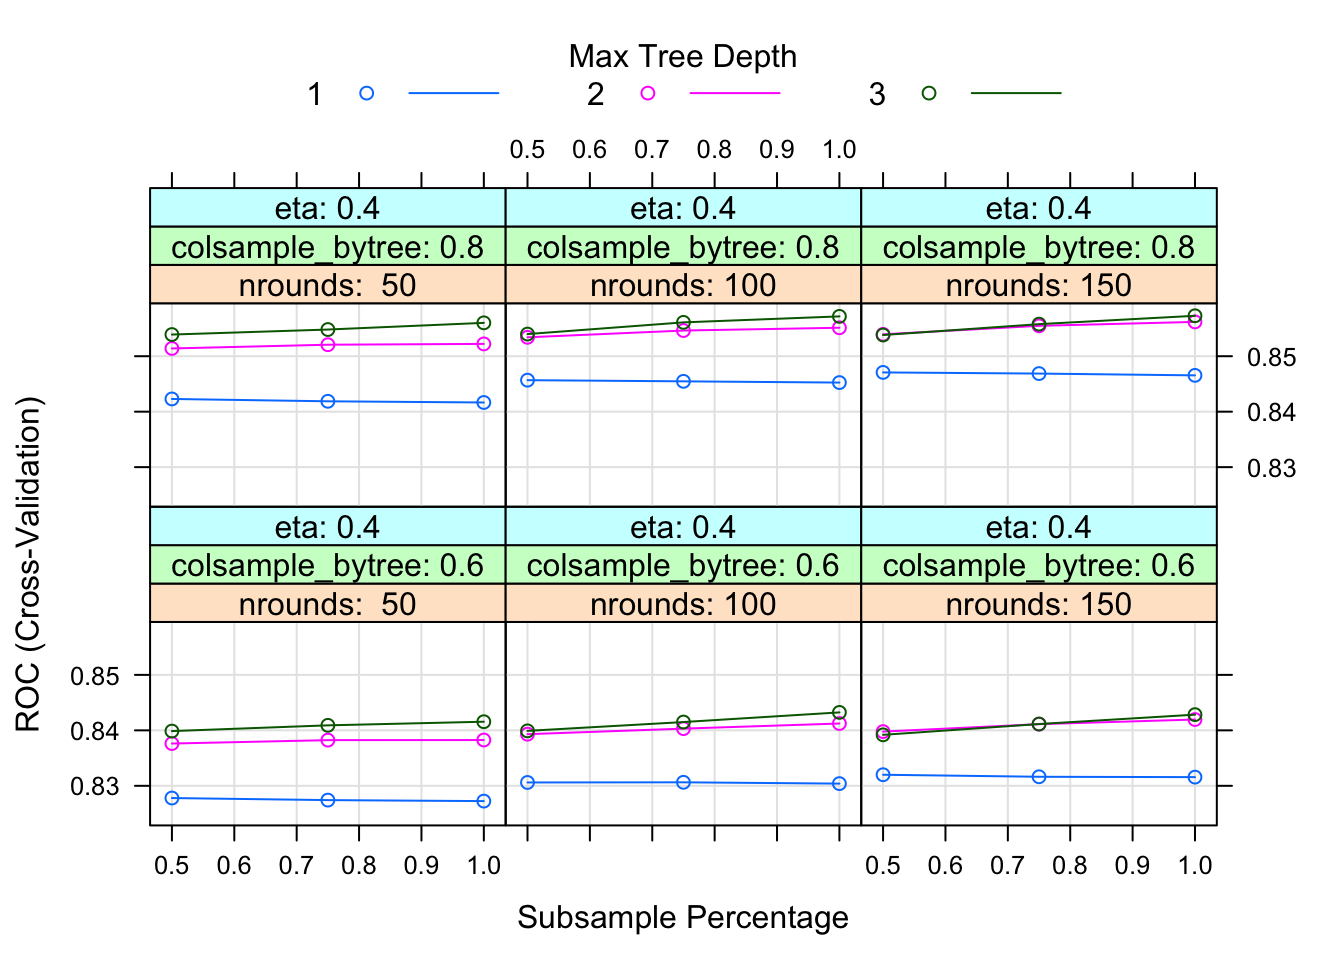 Max Tree Depth
1 2 3
0.5 0.6 0.7 0.8 0.9 1.0
eta: 0.4 eta: 0.4 eta: 0.4
colsample_bytree: 0.8 colsample_bytree: 0.8 colsample_bytree: 0.8
nrounds:  50 nrounds: 100 nrounds: 150
0.85
0.84
0.83
eta: 0.4 eta: 0.4 eta: 0.4
colsample_bytree: 0.6 colsample_bytree: 0.6 colsample_bytree: 0.6
nrounds:  50 nrounds: 100 nrounds: 150
0.85
0.84
0.83
0.5 0.6 0.7 0.8 0.9 1.0 0.5 0.6 0.7 0.8 0.9 1.0
Subsample Percentage
ROC (Cross-Validation)